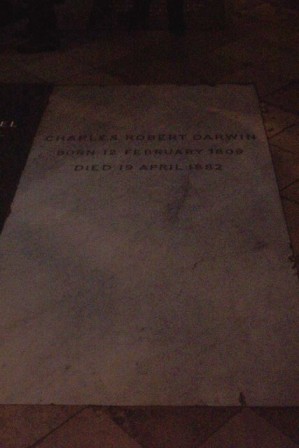 CHARLES ROBERT DARWIN
BORN 12 FEBRUARY 1809
DIED 19 APRIL 1882